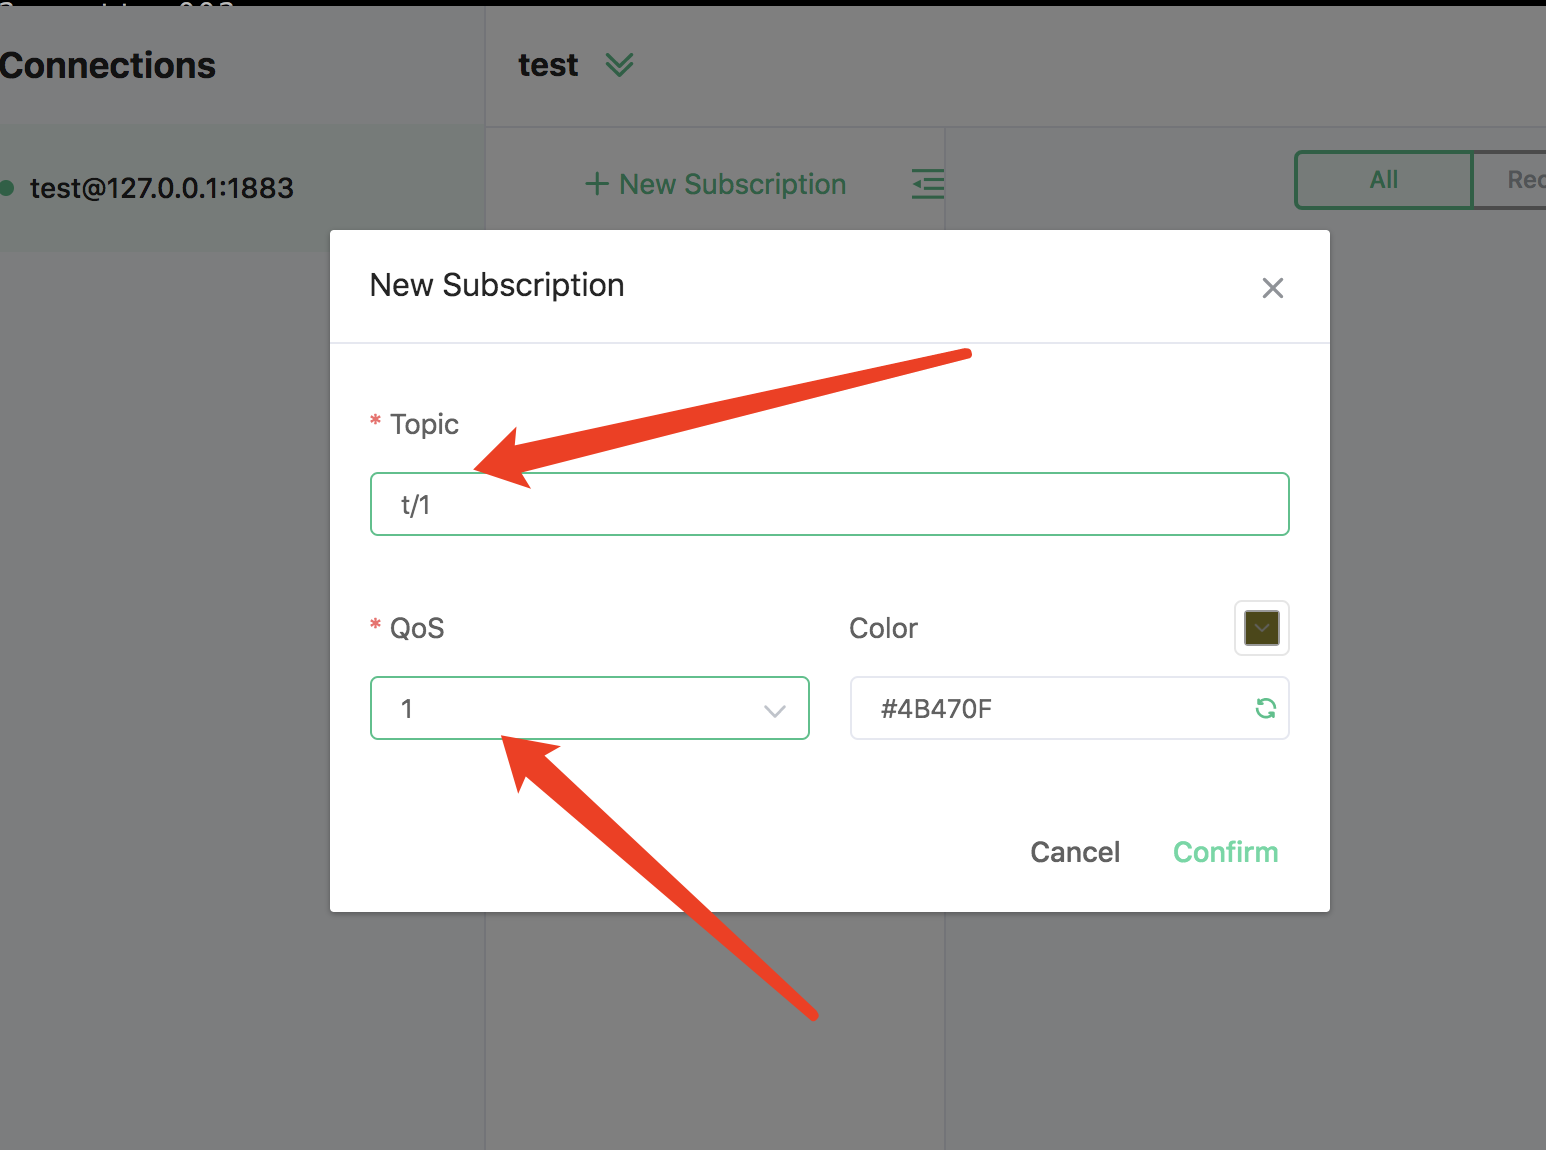 Connections
test
test@127.0.0.1:1883
+ New Subscription
All
New Subscription
* Topic
t/1
* QoS
Color
1
#4B470F
Cancel
Confirm